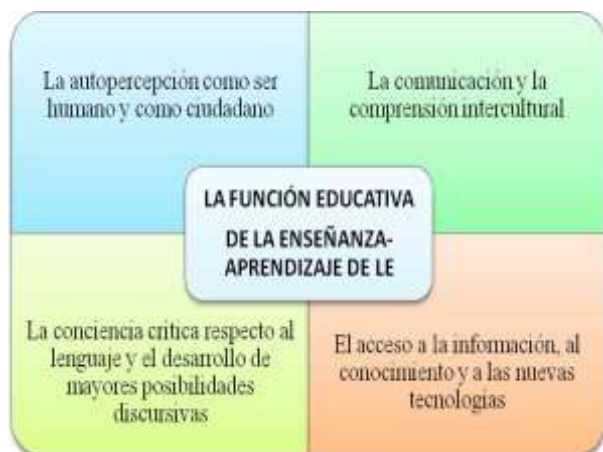 La autopercepción como ser
humano y como ciudadano
La comunicación y la
comprensión intercultural
LA FUNCIÓN EDUCATIVA
DE LA ENSEÑANZA-
APRENDIZAJE DE LE
La conciencia crítica respecto al
lenguaje y el desarrollo de
mayores posibilidades
discursivas
El acceso a la información, al
conocimiento y a las nuevas
tecnologías